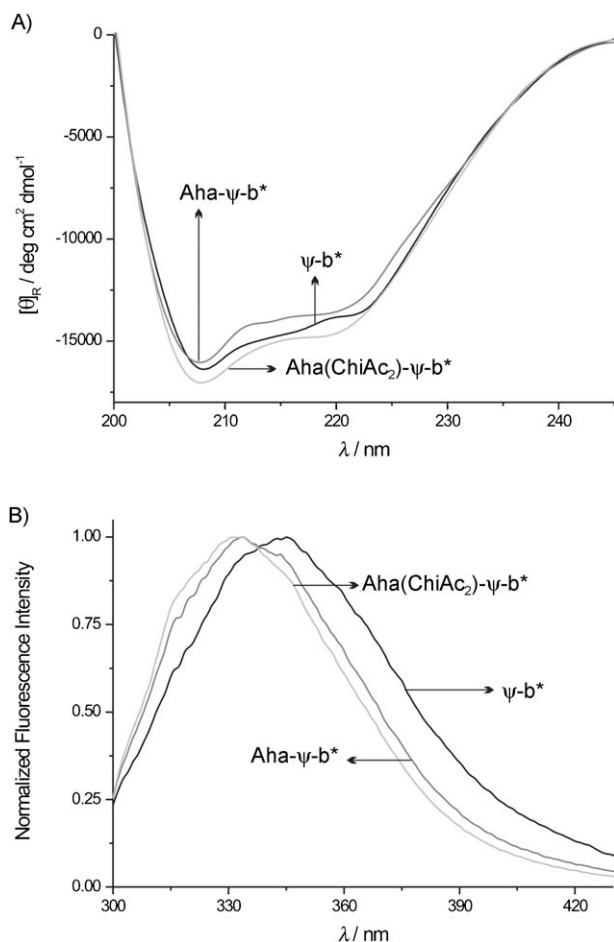 A)
0
-5000
-10000
-15000
[θ]R / deg cm² dmol⁻¹
Aha-ψ-b*
ψ-b*
Aha(ChiAc₂)-ψ-b*
200 210 220 230 240
λ / nm
B)
1.00
0.75
0.50
0.25
0.00
Normalized Fluorescence Intensity
Aha(ChiAc₂)-ψ-b*
ψ-b*
Aha-ψ-b*
300 330 360 390 420
λ / nm